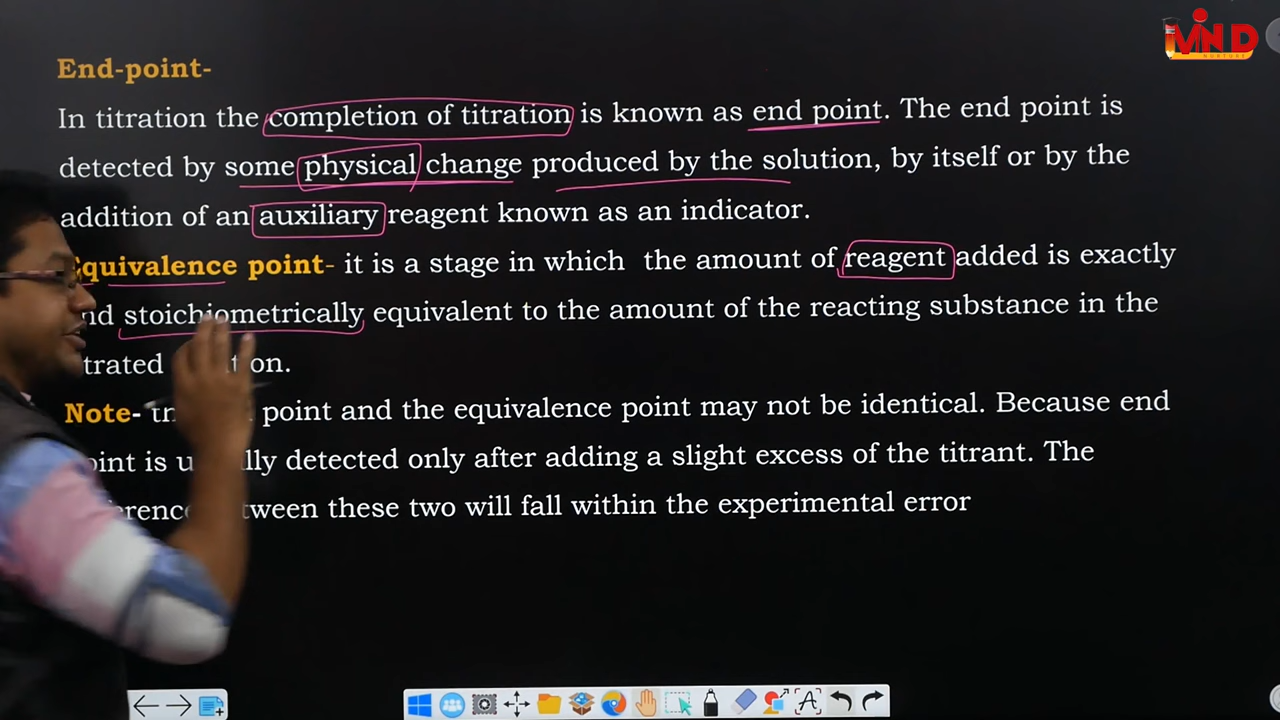 MIND
NURTURE
End-point-
In titration the completion of titration is known as end point. The end point is
detected by some physical change produced by the solution, by itself or by the
addition of an auxiliary reagent known as an indicator.
Equivalence point- it is a stage in which the amount of reagent added is exactly
nd stoichiometrically equivalent to the amount of the reacting substance in the
trated on.
Note- point and the equivalence point may not be identical. Because end
oint is lly detected only after adding a slight excess of the titrant. The
erence tween these two will fall within the experimental error
A